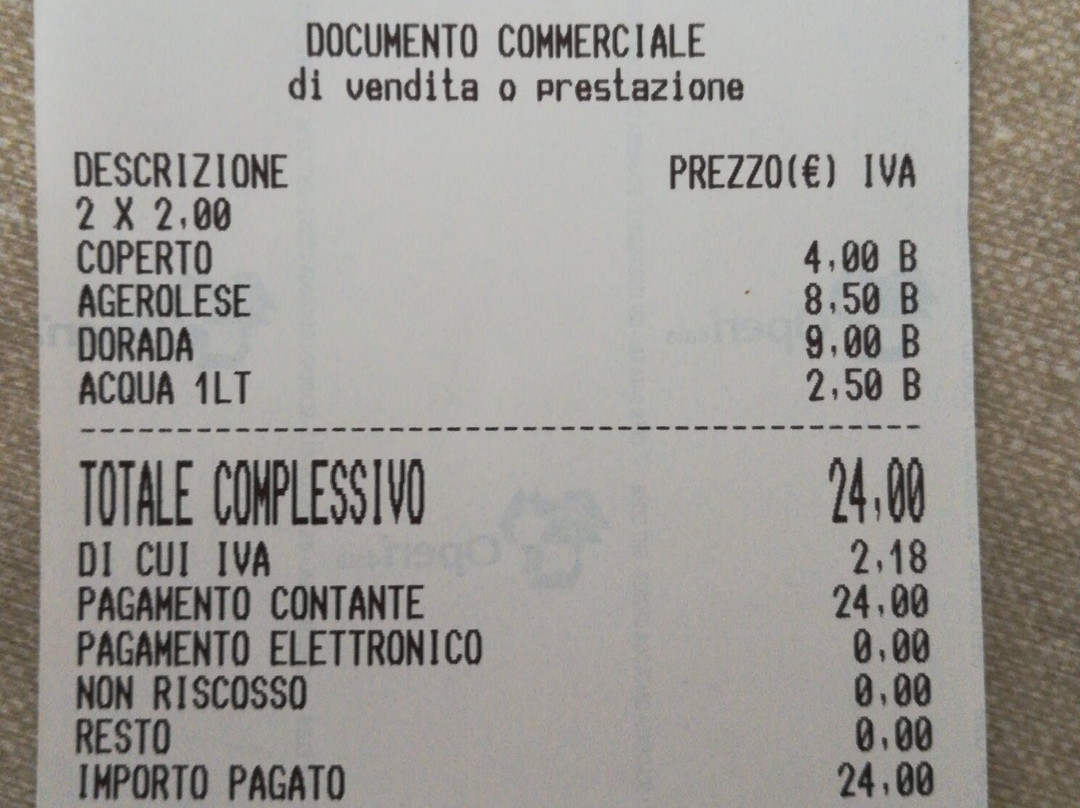 DOCUMENTO COMMERCIALE
di vendita o prestazione
DESCRIZIONE PREZZO(€) IVA
2 X 2,00
COPERTO 4,00 B
AGEROLESE 8,50 B
DORADA 9,00 B
ACQUA 1LT 2,50 B
--------------------------------------------
TOTALE COMPLESSIVO 24,00
DI CUI IVA 2,18
PAGAMENTO CONTANTE 24,00
PAGAMENTO ELETTRONICO 0,00
NON RISCOSSO 0,00
RESTO 0,00
IMPORTO PAGATO 24,00